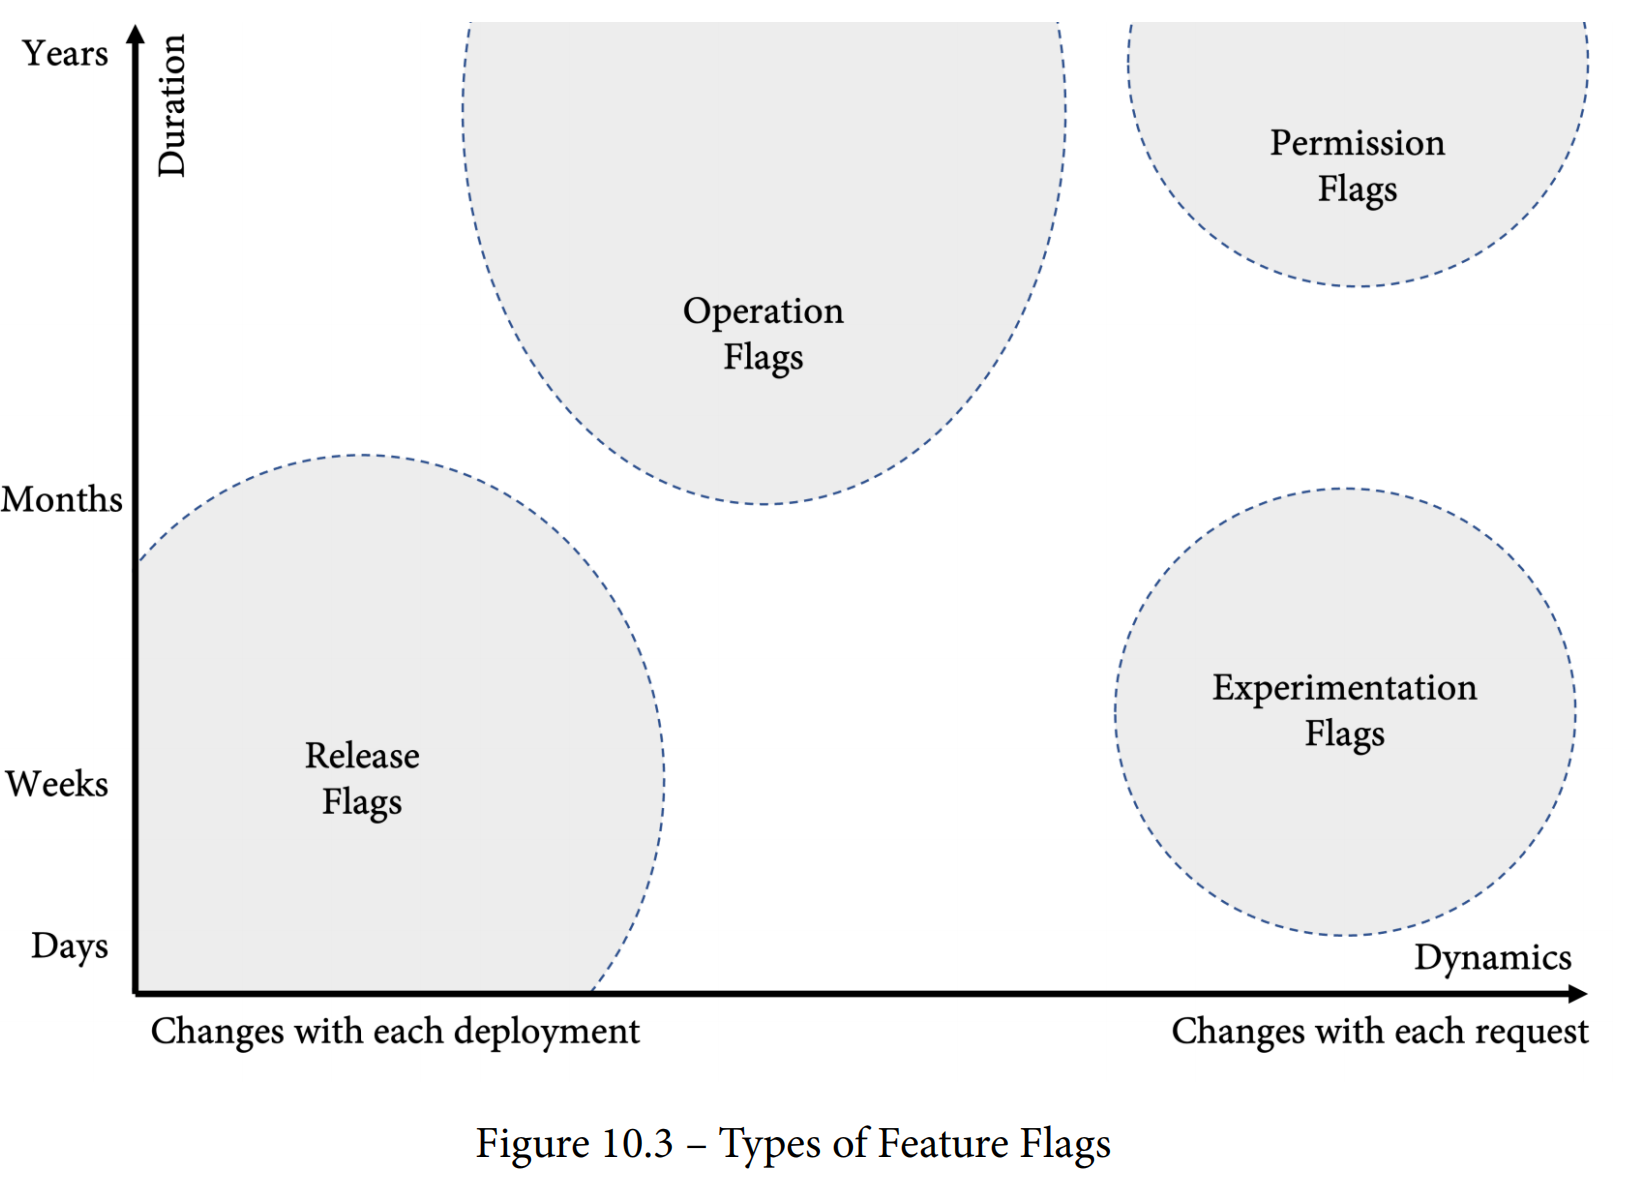 Years
Duration
Permission
Flags
Operation
Flags
Months
Experimentation
Flags
Release
Flags
Weeks
Days
Dynamics
Changes with each deployment
Changes with each request
Figure 10.3 – Types of Feature Flags